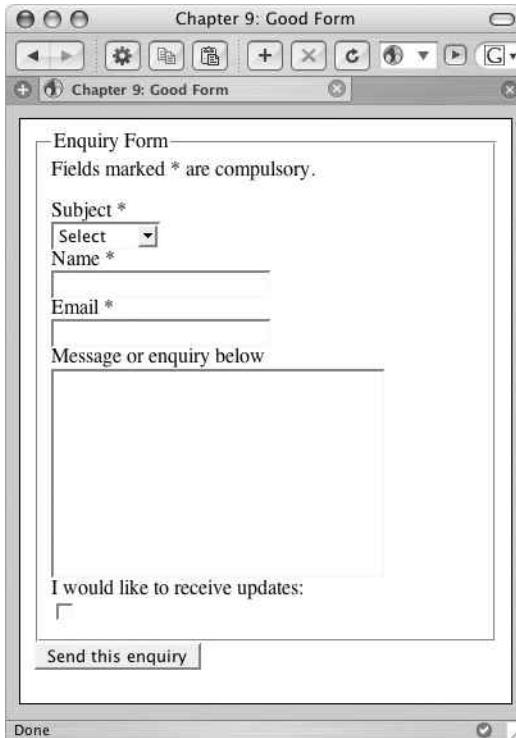 Chapter 9: Good Form
G
Chapter 9: Good Form
Enquiry Form
Fields marked * are compulsory.
Subject *
Select
Name *
Email *
Message or enquiry below
I would like to receive updates:
Send this enquiry
Done